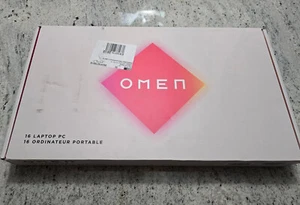 OMEN
16 LAPTOP PC
16 ORDINATEUR PORTABLE